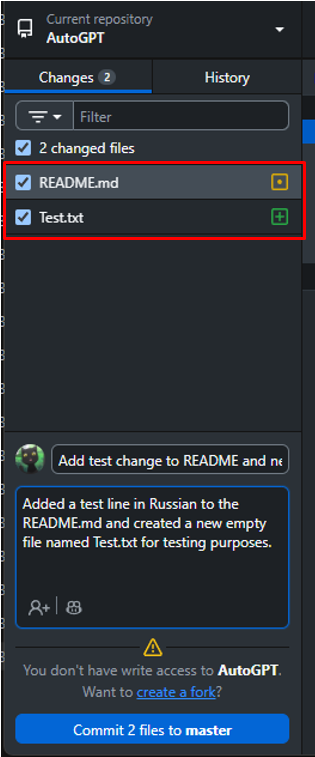 Current repository
AutoGPT
Changes 2
History
Filter
2 changed files
README.md
Test.txt
Add test change to README and ne
Added a test line in Russian to the
README.md and created a new empty
file named Test.txt for testing purposes.
You don't have write access to AutoGPT.
Want to create a fork?
Commit 2 files to master